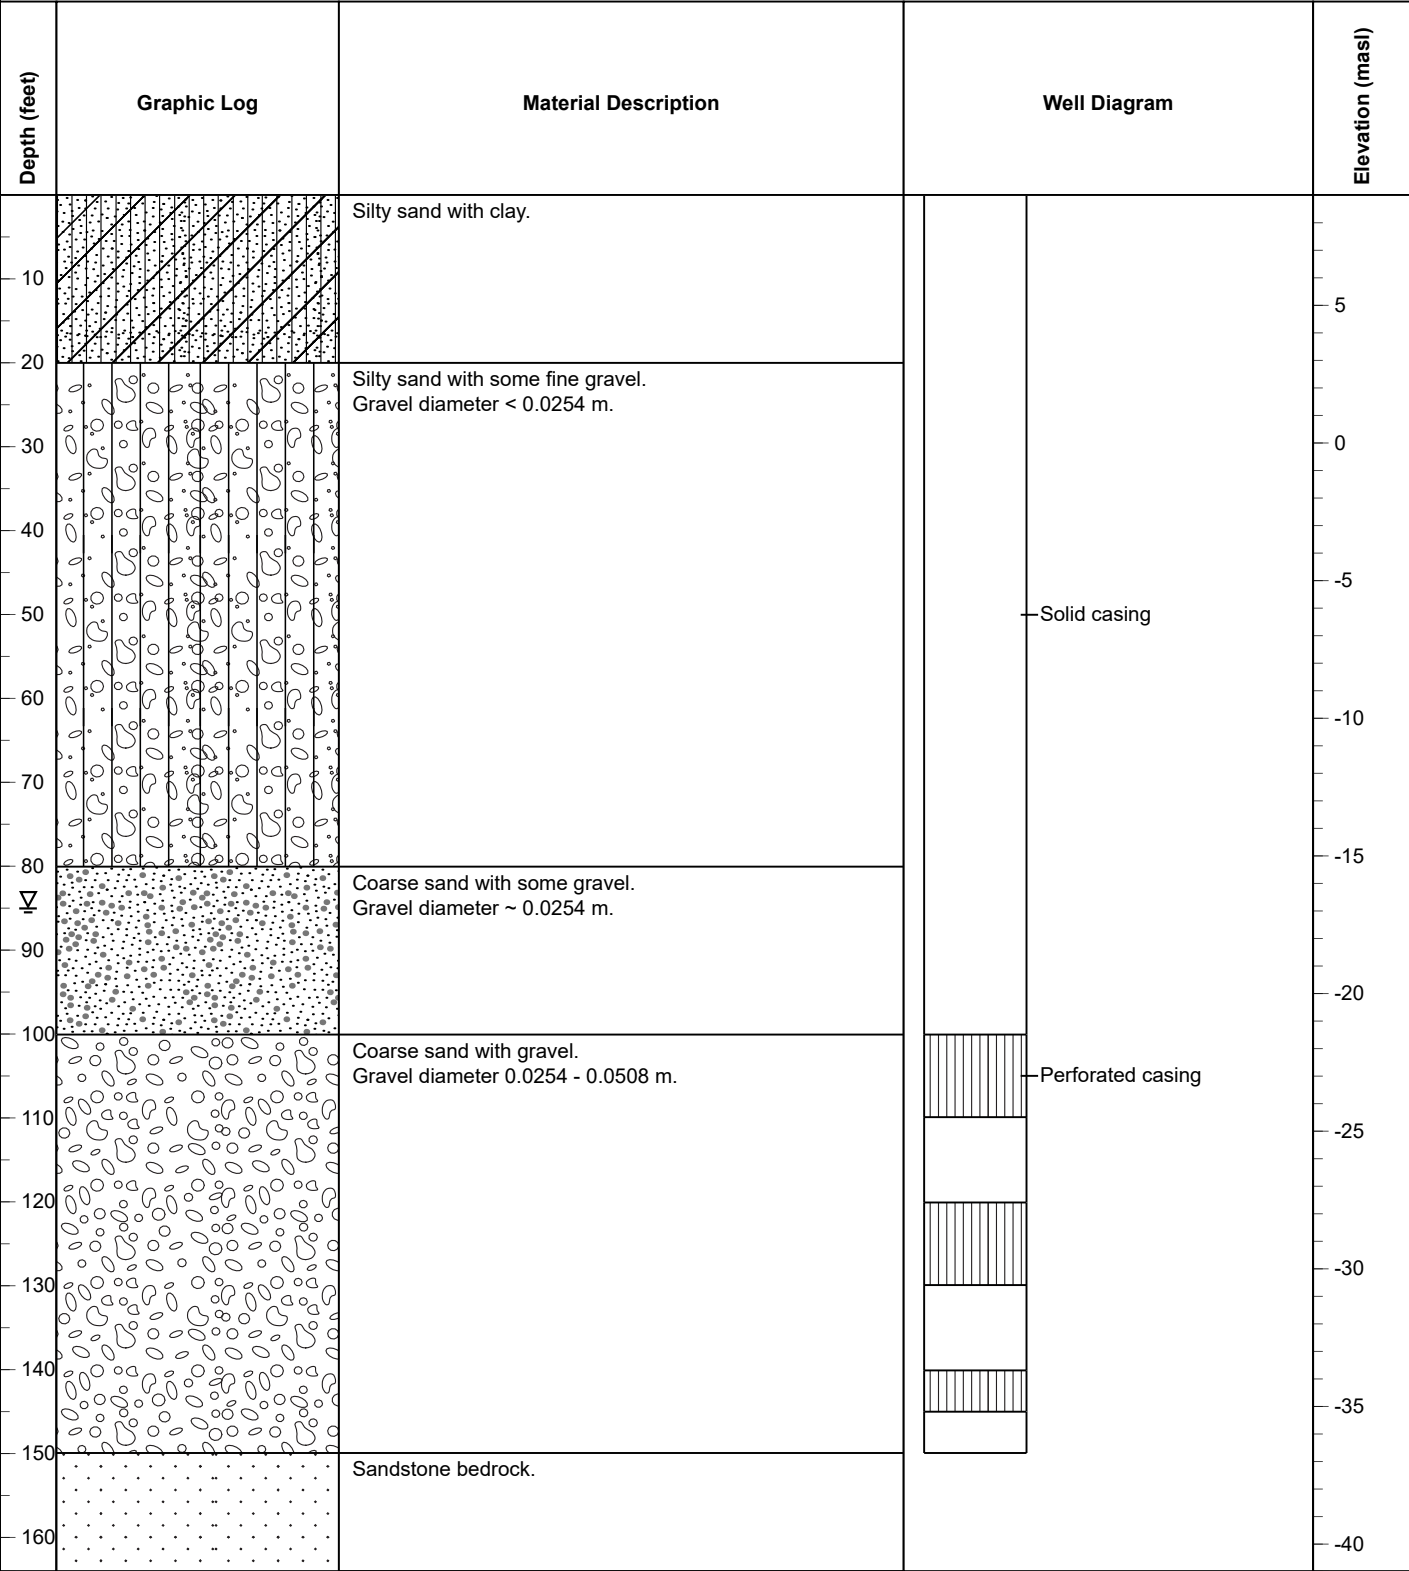 Depth (feet)
Graphic Log
Material Description
Well Diagram
Elevation (masl)
Silty sand with clay.
10
5
20
Silty sand with some fine gravel.
Gravel diameter < 0.0254 m.
30
0
40
-5
50
Solid casing
60
-10
70
80
-15
Coarse sand with some gravel.
Gravel diameter ~ 0.0254 m.
90
-20
100
Coarse sand with gravel.
Gravel diameter 0.0254 - 0.0508 m.
Perforated casing
110
-25
120
-30
130
140
-35
150
Sandstone bedrock.
160
-40